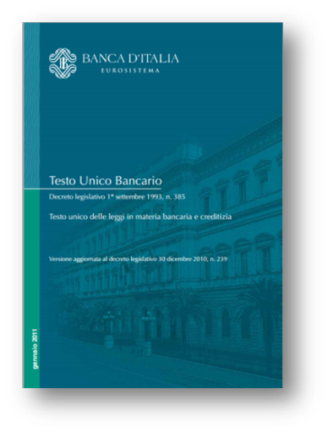 BANCA D'ITALIA
EUROSISTEMA
Testo Unico Bancario
Decreto legislativo 1° settembre 1993, n. 385
Testo unico delle leggi in materia bancaria e creditizia
Versione aggiornata al decreto legislativo 30 dicembre 2010, n. 239
gennaio 2011